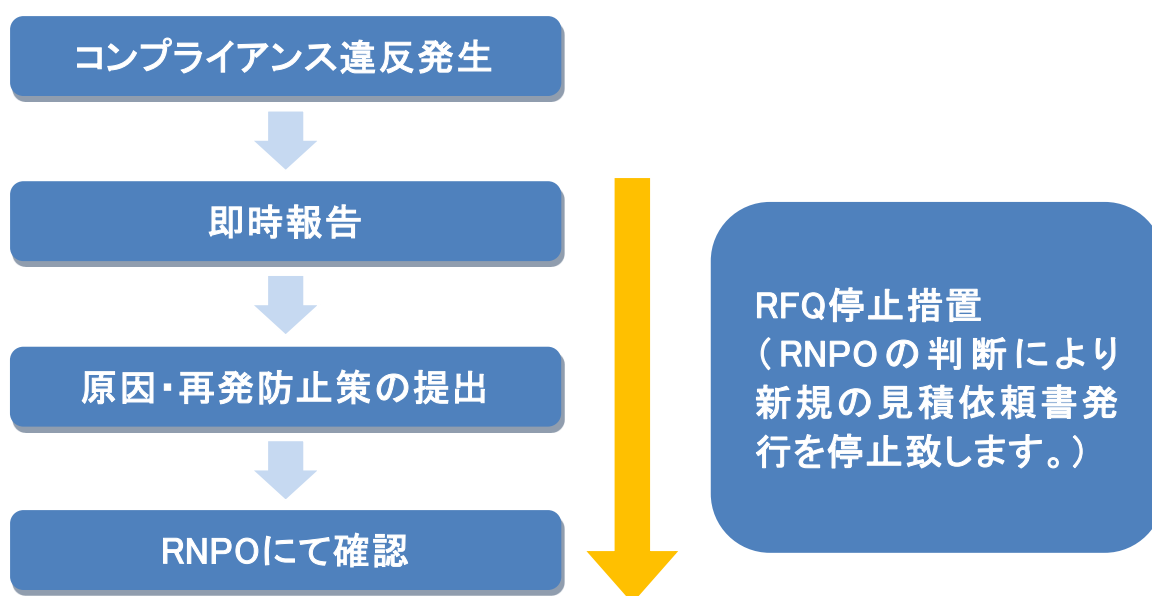 コンプライアンス違反発生
即時報告
原因・再発防止策の提出
RNPOにて確認
RFQ停止措置
（RNPOの判断により
新規の見積依頼書発
行を停止致します。）